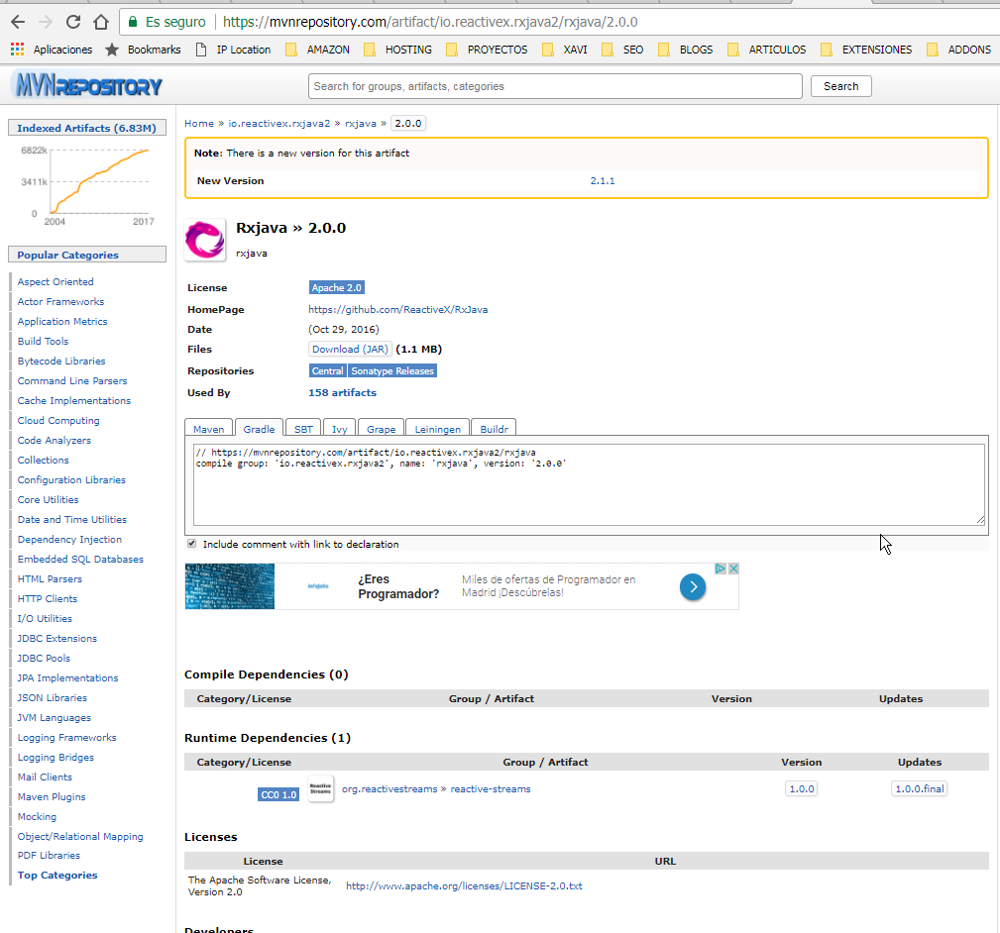 Es seguro https://mvnrepository.com/artifact/io.reactivex.rxjava2/rxjava/2.0.0
Aplicaciones Bookmarks IP Location AMAZON HOSTING PROYECTOS XAVI SEO BLOGS ARTICULOS EXTENSIONES ADDONS
MVNREPOSITORY
Search for groups, artifacts, categories
Search
Indexed Artifacts (6.83M)
6822k
3411k
0
2004 2017
Popular Categories
Aspect Oriented
Actor Frameworks
Application Metrics
Build Tools
Bytecode Libraries
Command Line Parsers
Cache Implementations
Cloud Computing
Code Analyzers
Collections
Configuration Libraries
Core Utilities
Date and Time Utilities
Dependency Injection
Embedded SQL Databases
HTML Parsers
HTTP Clients
I/O Utilities
JDBC Extensions
JDBC Pools
JPA Implementations
JSON Libraries
JVM Languages
Logging Frameworks
Logging Bridges
Mail Clients
Maven Plugins
Mocking
Object/Relational Mapping
PDF Libraries
Top Categories
Home » io.reactivex.rxjava2 » rxjava » 2.0.0
Note: There is a new version for this artifact
New Version 2.1.1
Rxjava » 2.0.0
rxjava
License Apache 2.0
HomePage https://github.com/ReactiveX/RxJava
Date (Oct 29, 2016)
Files Download (JAR) (1.1 MB)
Repositories Central Sonatype Releases
Used By 158 artifacts
Maven Gradle SBT Ivy Grape Leiningen Buildr
// https://mvnrepository.com/artifact/io.reactivex.rxjava2/rxjava
compile group: 'io.reactivex.rxjava2', name: 'rxjava', version: '2.0.0'
Include comment with link to declaration
¿Eres
Programador?
Miles de ofertas de Programador en
Madrid ¡Descúbrelas!
Compile Dependencies (0)
Category/License Group / Artifact Version Updates
Runtime Dependencies (1)
Category/License Group / Artifact Version Updates
CC0 1.0 Reactive Streams org.reactivestreams » reactive-streams 1.0.0 1.0.0.final
Licenses
License URL
The Apache Software License,
Version 2.0
http://www.apache.org/licenses/LICENSE-2.0.txt
Developers